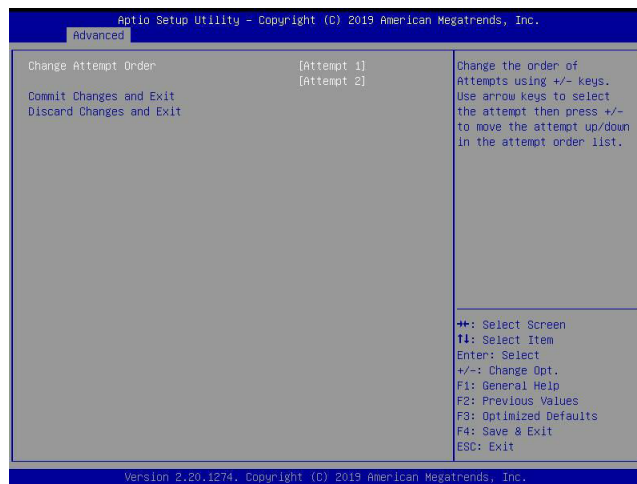 Aptio Setup Utility – Copyright (C) 2019 American Megatrends, Inc.
Advanced
Change Attempt Order [Attempt 1]
[Attempt 2]
Commit Changes and Exit
Discard Changes and Exit
Change the order of
Attempts using +/- keys.
Use arrow keys to select
the attempt then press +/-
to move the attempt up/down
in the attempt order list.
→←: Select Screen
↑↓: Select Item
Enter: Select
+/-: Change Opt.
F1: General Help
F2: Previous Values
F3: Optimized Defaults
F4: Save & Exit
ESC: Exit
Version 2.20.1274. Copyright (C) 2019 American Megatrends, Inc.